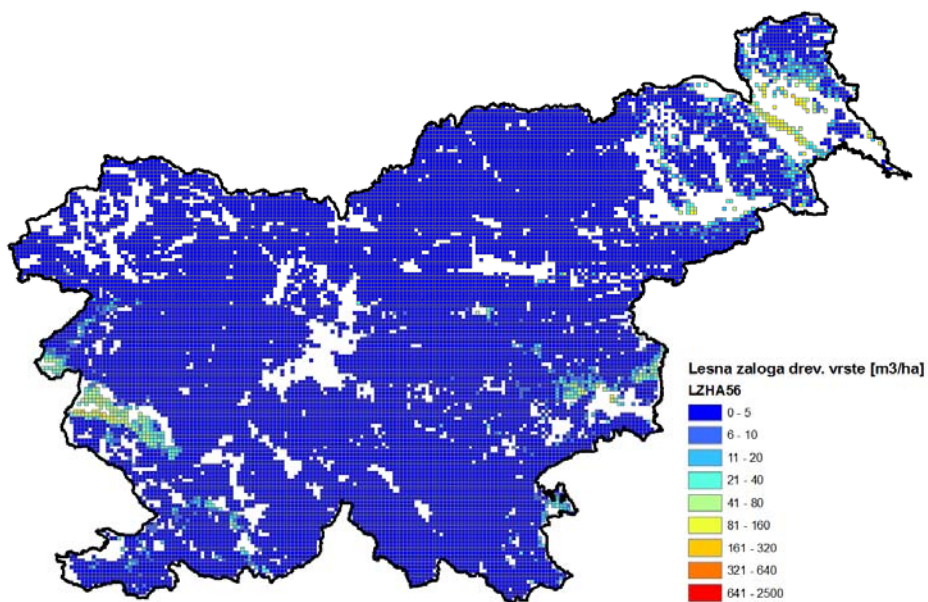 Lesna zaloga drev. vrste [m3/ha]
LZHA56
0 - 5
6 - 10
11 - 20
21 - 40
41 - 80
81 - 160
161 - 320
321 - 640
641 - 2500